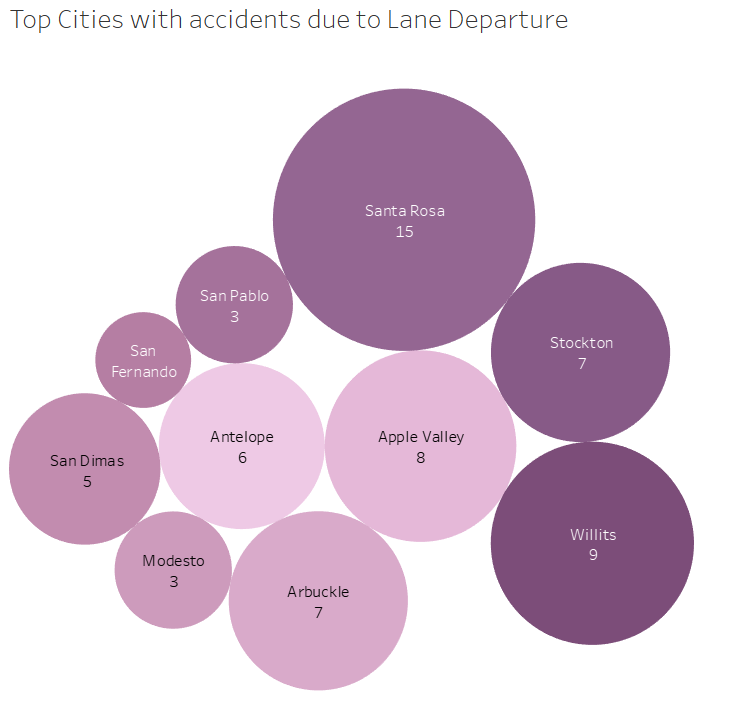 Top Cities with accidents due to Lane Departure
Santa Rosa
15
San Pablo
3
Stockton
7
San
Fernando
Antelope
6
Apple Valley
8
San Dimas
5
Willits
9
Modesto
3
Arbuckle
7